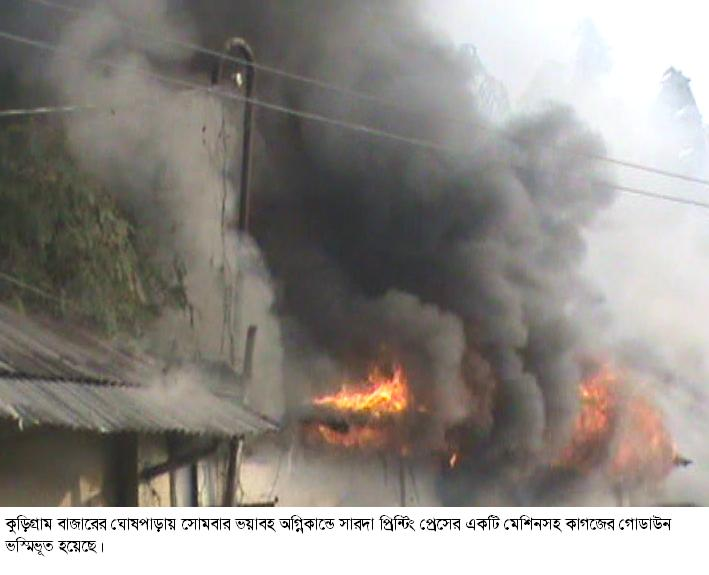 কুড়িগ্রাম বাজারের ঘোষপাড়ায় সোমবার ভয়াবহ অগ্নিকান্ডে সারদা প্রিন্টিং প্রেসের একটি মেশিনসহ কাগজের গোডাউন
ভস্মিভূত হয়েছে।